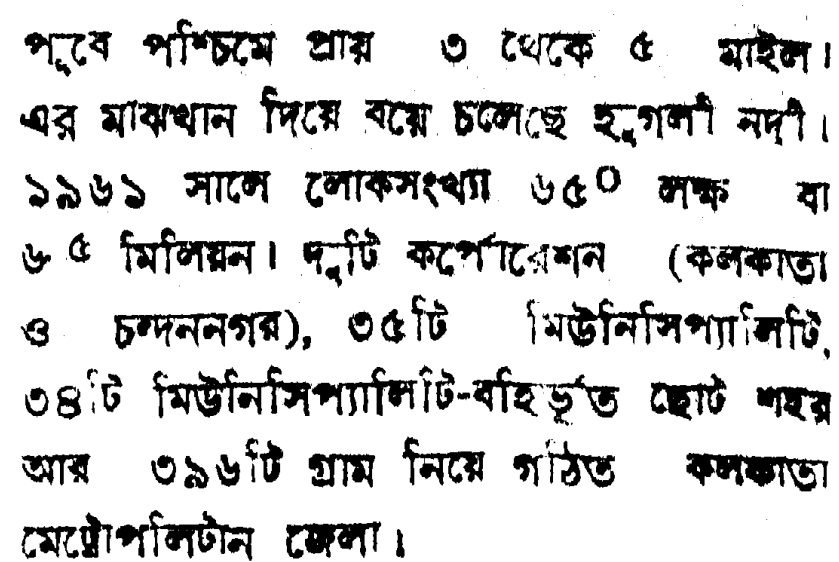 পূবে পশ্চিমে প্রায় ৩ থেকে ৫ মাইল।
এর মাঝখান দিয়ে বয়ে চলেছে হুগলী নদী।
১৯৬১ সালে লোকসংখ্যা ৬৫০ লক্ষ বা
৬৫ মিলিয়ন। দুটি কর্পোরেশন (কলকাতা
ও চন্দননগর), ৩৫টি মিউনিসিপ্যালিটি,
৩৪টি মিউনিসিপ্যালিটি-বহির্ভূত ছোট শহর
আর ৩৯৬টি গ্রাম নিয়ে গঠিত কলকাতা
মেট্রোপলিটান জেলা।